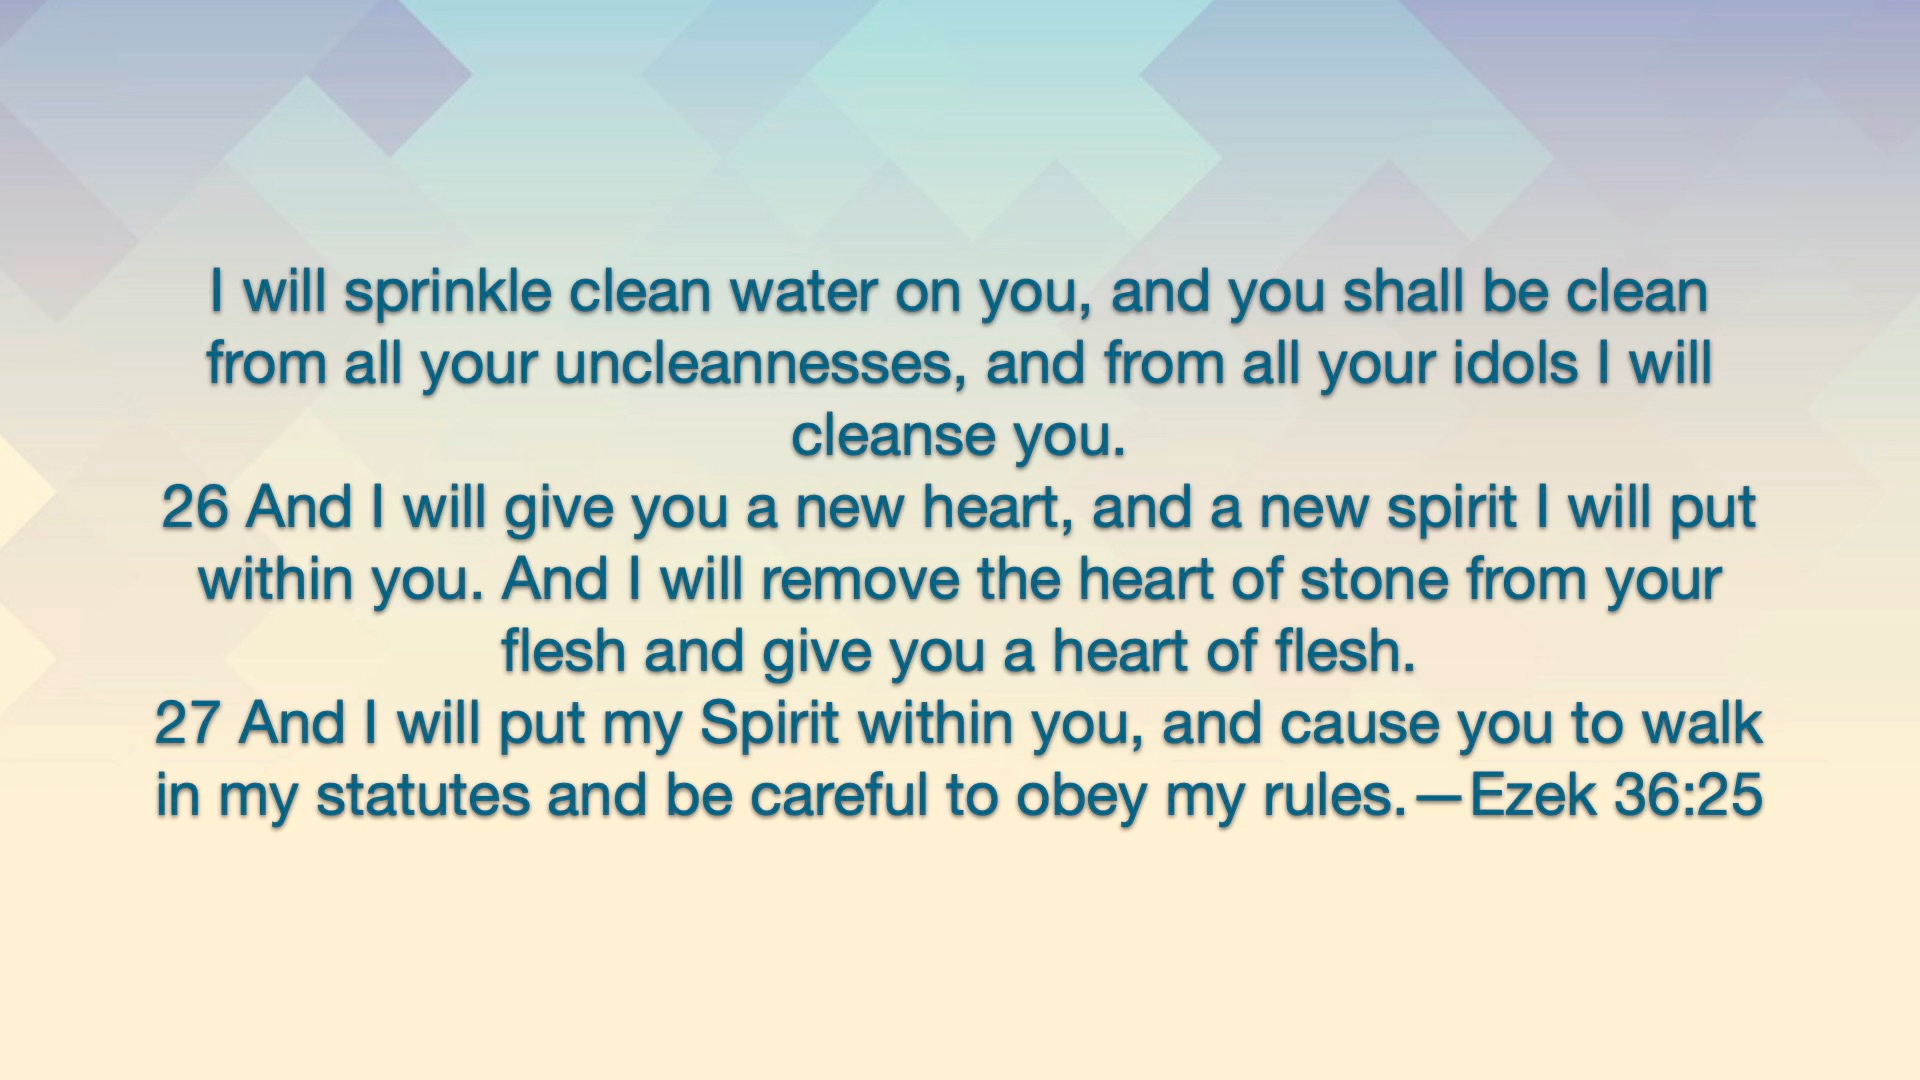 I will sprinkle clean water on you, and you shall be clean
from all your uncleannesses, and from all your idols I will
cleanse you.
26 And I will give you a new heart, and a new spirit I will put
within you. And I will remove the heart of stone from your
flesh and give you a heart of flesh.
27 And I will put my Spirit within you, and cause you to walk
in my statutes and be careful to obey my rules.—Ezek 36:25